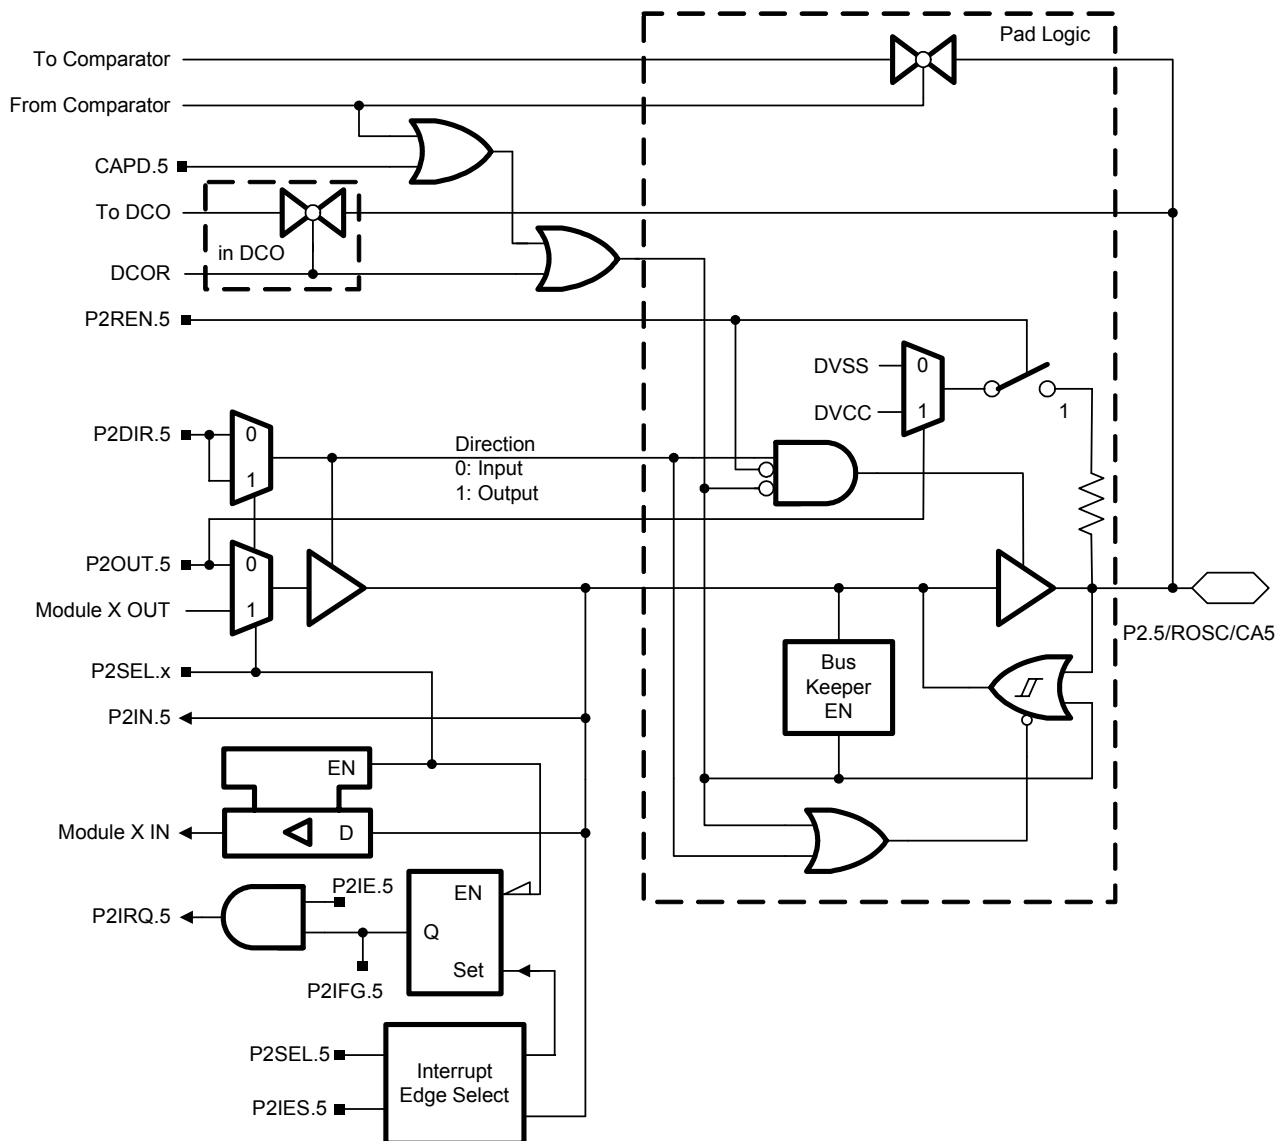 Pad Logic
To Comparator
From Comparator
CAPD.5
To DCO
in DCO
DCOR
P2REN.5
DVSS
0
DVCC
1
1
P2DIR.5
0
1
Direction
0: Input
1: Output
P2OUT.5
0
Module X OUT
1
P2.5/ROSC/CA5
P2SEL.x
Bus
Keeper
EN
P2IN.5
EN
Module X IN
D
P2IE.5
EN
P2IRQ.5
Q
Set
P2IFG.5
P2SEL.5
Interrupt
Edge Select
P2IES.5